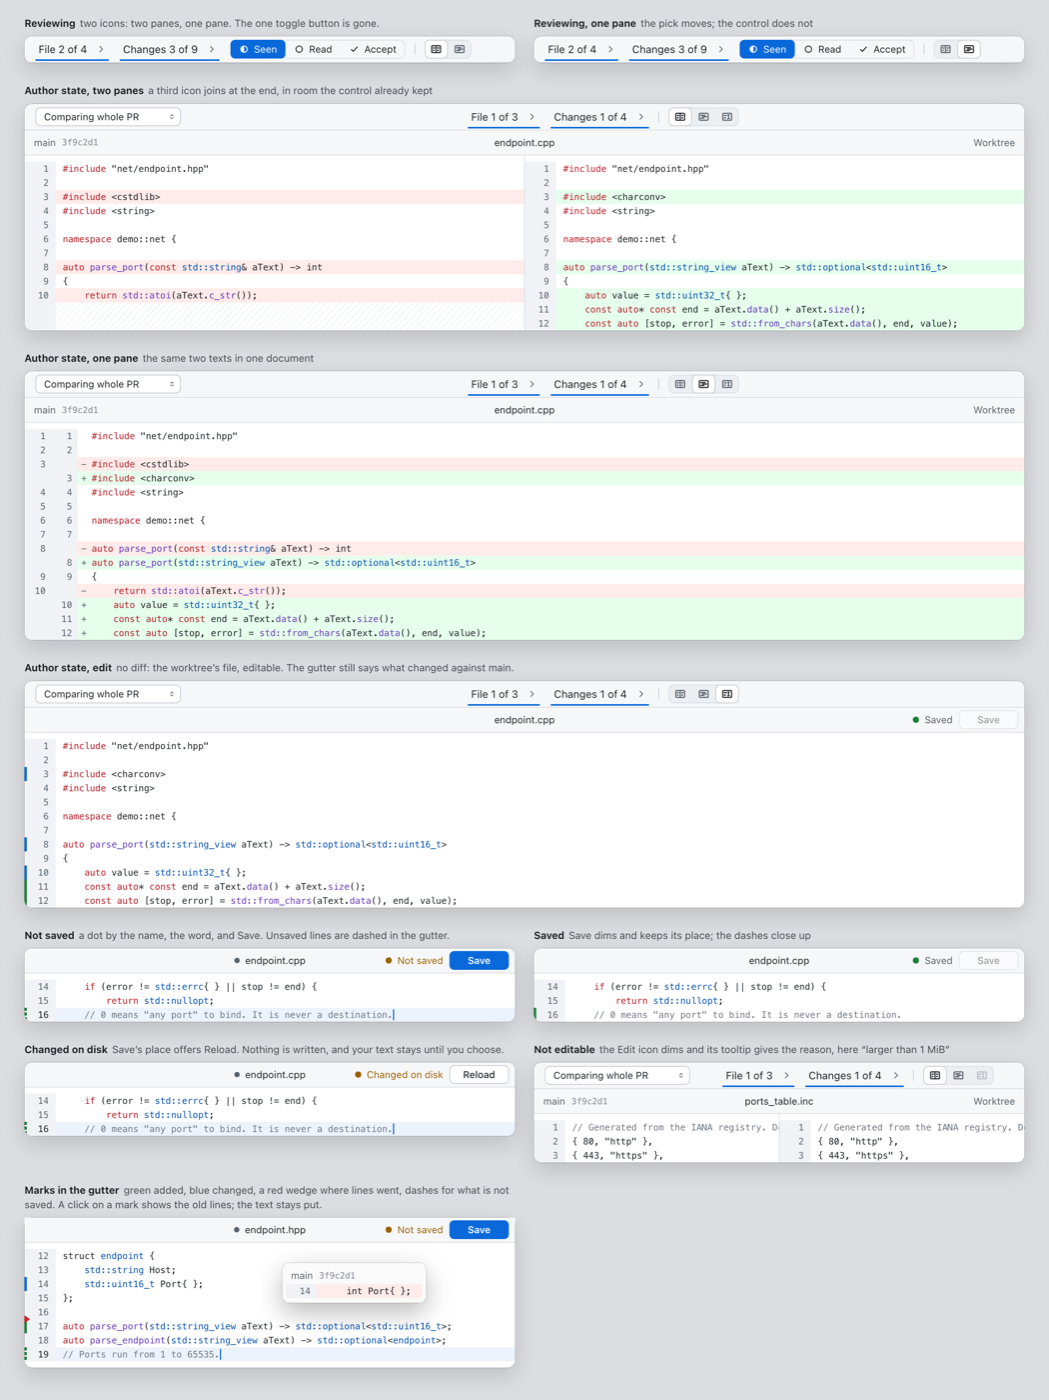 Reviewing two icons: two panes, one pane. The one toggle button is gone.
File 2 of 4 > Changes 3 of 9 > Seen Read Accept
Reviewing, one pane the pick moves; the control does not
File 2 of 4 > Changes 3 of 9 > Seen Read Accept
Author state, two panes a third icon joins at the end, in room the control already kept
Comparing whole PR File 1 of 3 > Changes 1 of 4 >
main 3f9c2d1 endpoint.cpp Worktree
1 #include "net/endpoint.hpp"
2
3 #include <cstdlib>
4 #include <string>
5
6 namespace demo::net {
7
8 auto parse_port(const std::string& aText) -> int
9 {
10 return std::atoi(aText.c_str());
1 #include "net/endpoint.hpp"
2
3 #include <charconv>
4 #include <string>
5
6 namespace demo::net {
7
8 auto parse_port(std::string_view aText) -> std::optional<std::uint16_t>
9 {
10 auto value = std::uint32_t{ };
11 const auto* const end = aText.data() + aText.size();
12 const auto [stop, error] = std::from_chars(aText.data(), end, value);
Author state, one pane the same two texts in one document
Comparing whole PR File 1 of 3 > Changes 1 of 4 >
main 3f9c2d1 endpoint.cpp Worktree
1 1 #include "net/endpoint.hpp"
2 2
3 − #include <cstdlib>
3 + #include <charconv>
4 4 #include <string>
5 5
6 6 namespace demo::net {
7 7
8 − auto parse_port(const std::string& aText) -> int
8 + auto parse_port(std::string_view aText) -> std::optional<std::uint16_t>
9 9 {
10 − return std::atoi(aText.c_str());
10 + auto value = std::uint32_t{ };
11 + const auto* const end = aText.data() + aText.size();
12 + const auto [stop, error] = std::from_chars(aText.data(), end, value);
Author state, edit no diff: the worktree's file, editable. The gutter still says what changed against main.
Comparing whole PR File 1 of 3 > Changes 1 of 4 >
endpoint.cpp Saved Save
1 #include "net/endpoint.hpp"
2
3 #include <charconv>
4 #include <string>
5
6 namespace demo::net {
7
8 auto parse_port(std::string_view aText) -> std::optional<std::uint16_t>
9 {
10 auto value = std::uint32_t{ };
11 const auto* const end = aText.data() + aText.size();
12 const auto [stop, error] = std::from_chars(aText.data(), end, value);
Not saved a dot by the name, the word, and Save. Unsaved lines are dashed in the gutter.
endpoint.cpp Not saved Save
14 if (error != std::errc{ } || stop != end) {
15 return std::nullopt;
16 // 0 means "any port" to bind. It is never a destination.
Saved Save dims and keeps its place; the dashes close up
endpoint.cpp Saved Save
14 if (error != std::errc{ } || stop != end) {
15 return std::nullopt;
16 // 0 means "any port" to bind. It is never a destination.
Changed on disk Save's place offers Reload. Nothing is written, and your text stays until you choose.
endpoint.cpp Changed on disk Reload
14 if (error != std::errc{ } || stop != end) {
15 return std::nullopt;
16 // 0 means "any port" to bind. It is never a destination.
Not editable the Edit icon dims and its tooltip gives the reason, here “larger than 1 MiB”
Comparing whole PR File 1 of 3 > Changes 1 of 4 >
main 3f9c2d1 ports_table.inc Worktree
1 // Generated from the IANA registry. Do
2 { 80, "http" },
3 { 443, "https" },
1 // Generated from the IANA registry. D
2 { 80, "http" },
3 { 443, "https" },
Marks in the gutter green added, blue changed, a red wedge where lines went, dashes for what is not
saved. A click on a mark shows the old lines; the text stays put.
endpoint.hpp Not saved Save
12 struct endpoint {
13 std::string Host;
14 std::uint16_t Port{ };
15 };
16
17 auto parse_port(std::string_view aText) -> std::optional<std::uint16_t>;
18 auto parse_endpoint(std::string_view aText) -> std::optional<endpoint>;
19 // Ports run from 1 to 65535.
main 3f9c2d1
14 int Port{ };